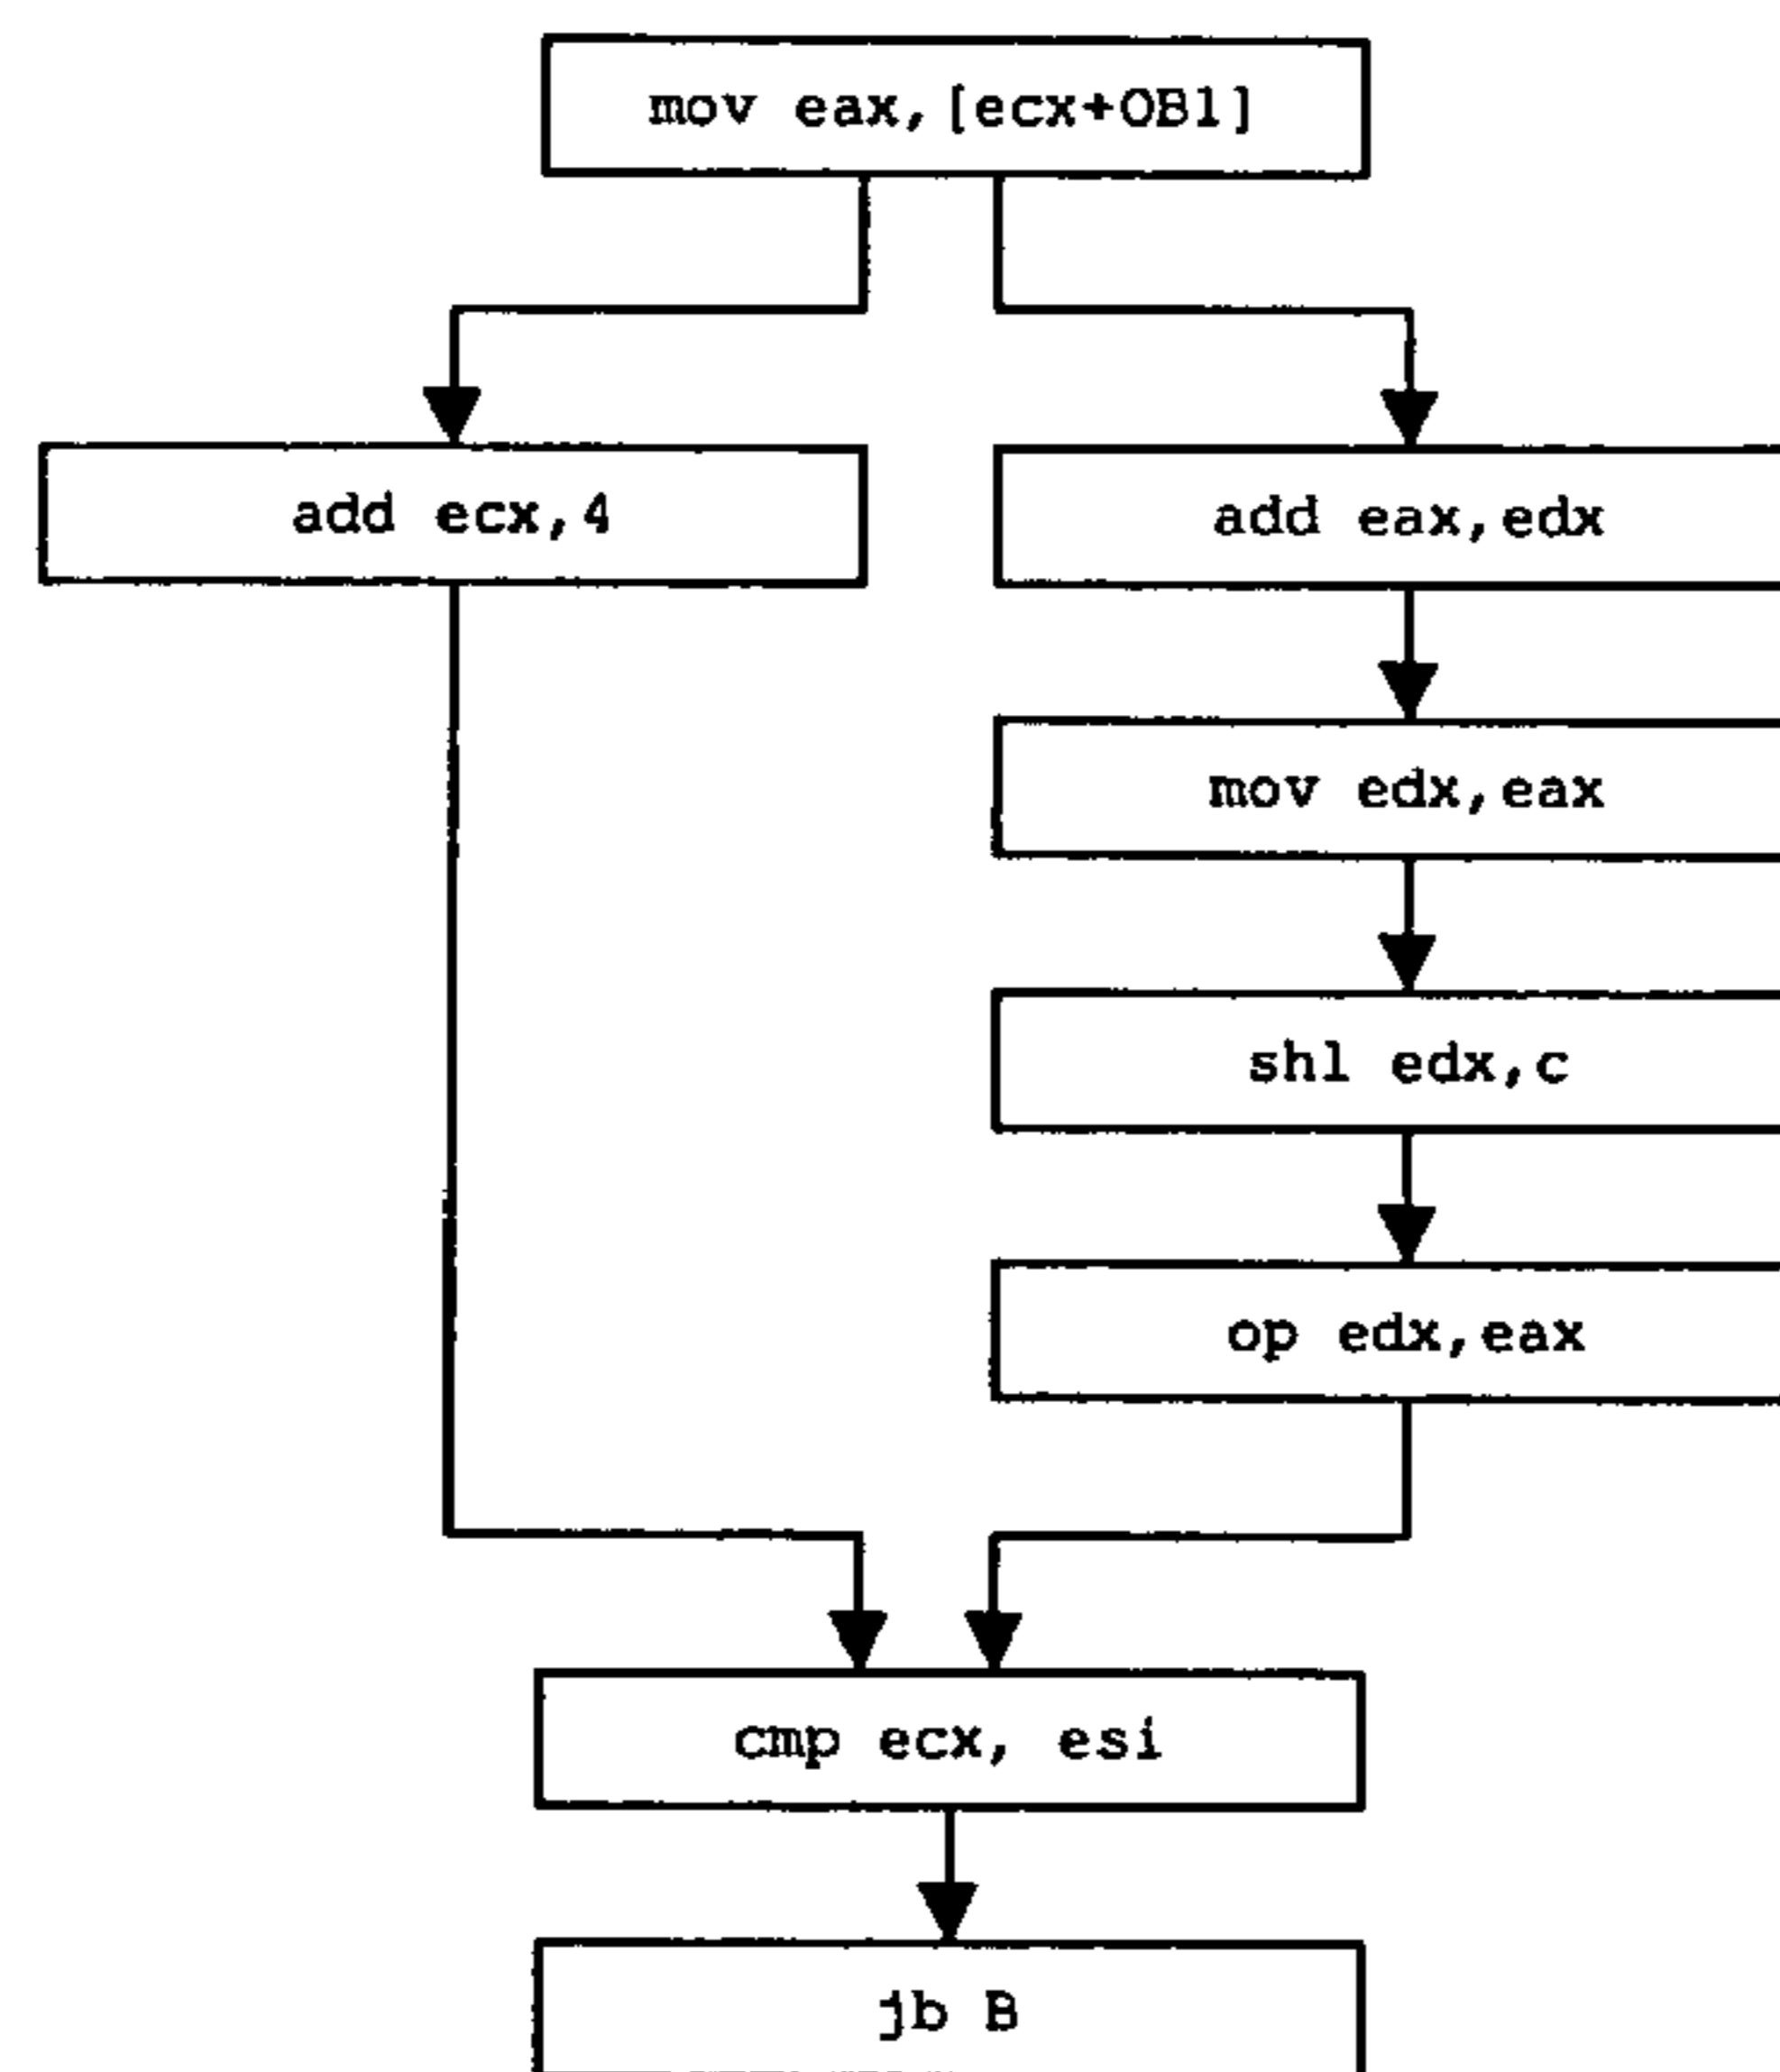 mov eax,[ecx+OB1]
add ecx,4
add eax,edx
mov edx,eax
shl edx,c
op edx,eax
cmp ecx, esi
jb B